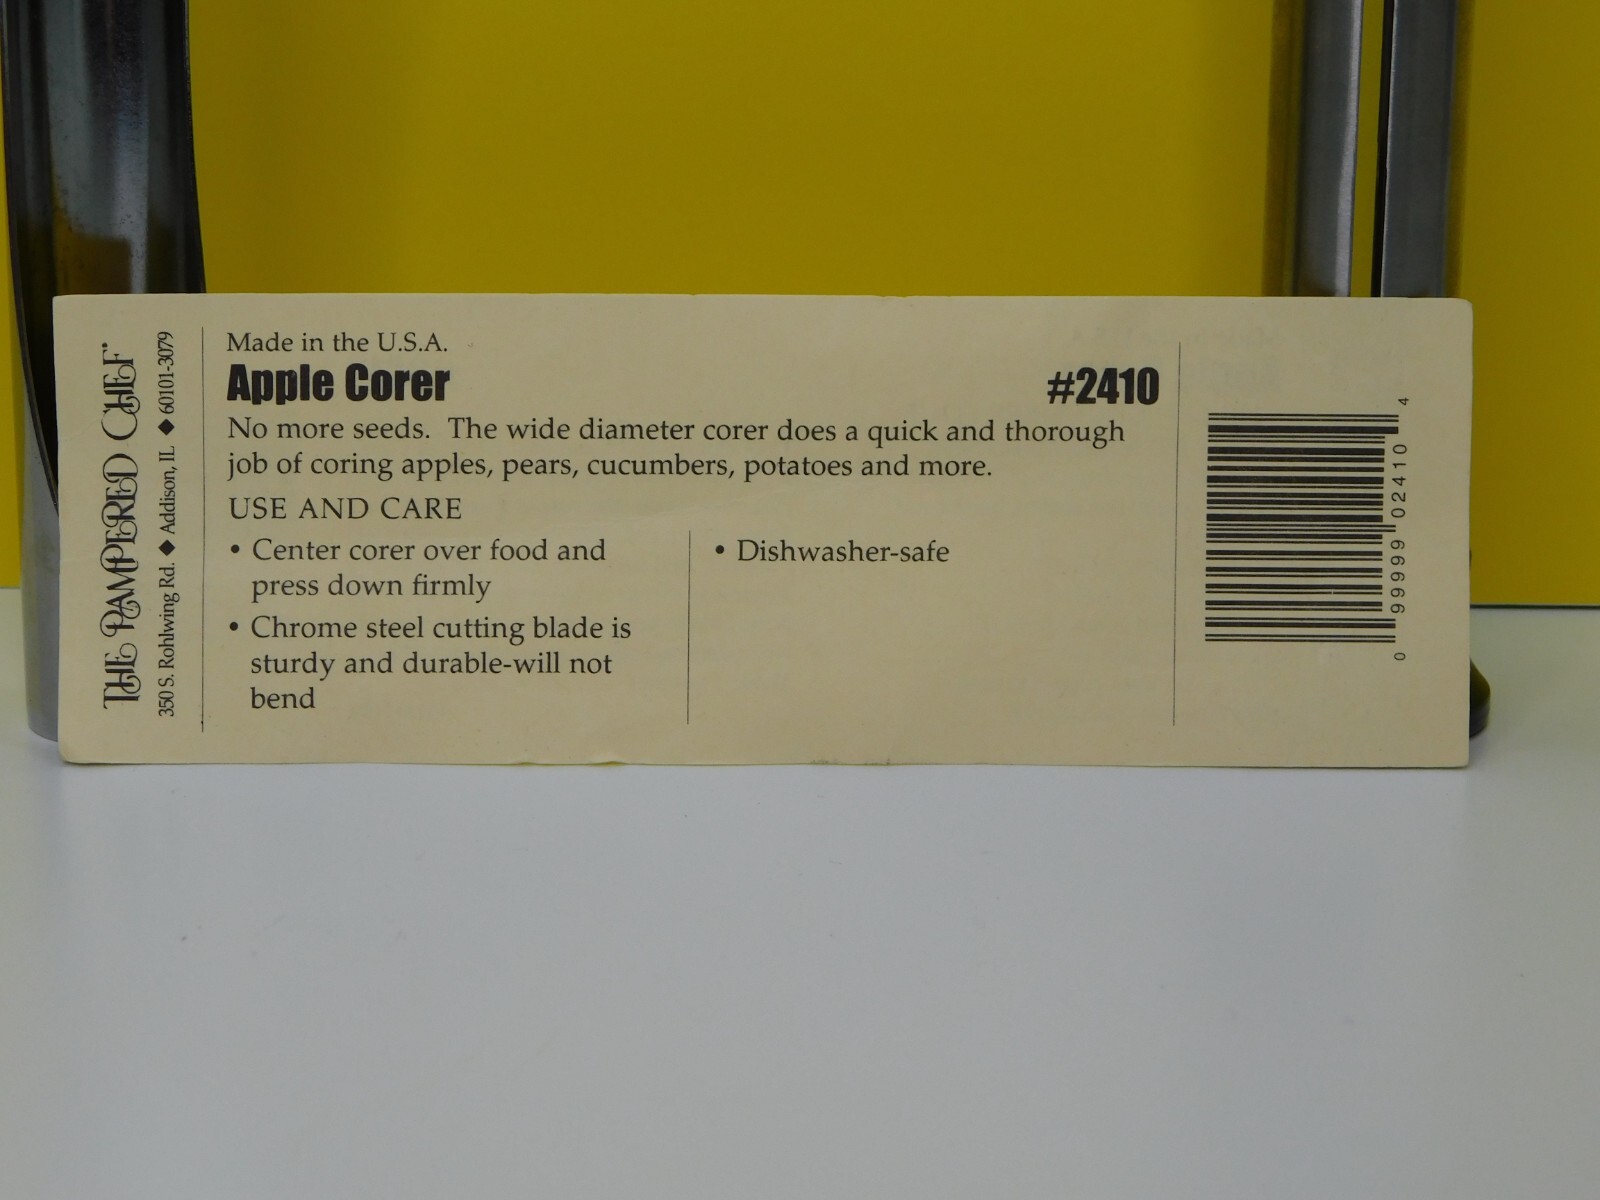 THE PAMPERED CHEF®
350 S. Rohlwing Rd. ◆ Addison, IL ◆ 60101-3079
Made in the U.S.A.
Apple Corer #2410
No more seeds. The wide diameter corer does a quick and thorough
job of coring apples, pears, cucumbers, potatoes and more.
USE AND CARE
• Center corer over food and
press down firmly
• Chrome steel cutting blade is
sturdy and durable-will not
bend
• Dishwasher-safe
0 99999 02410 4